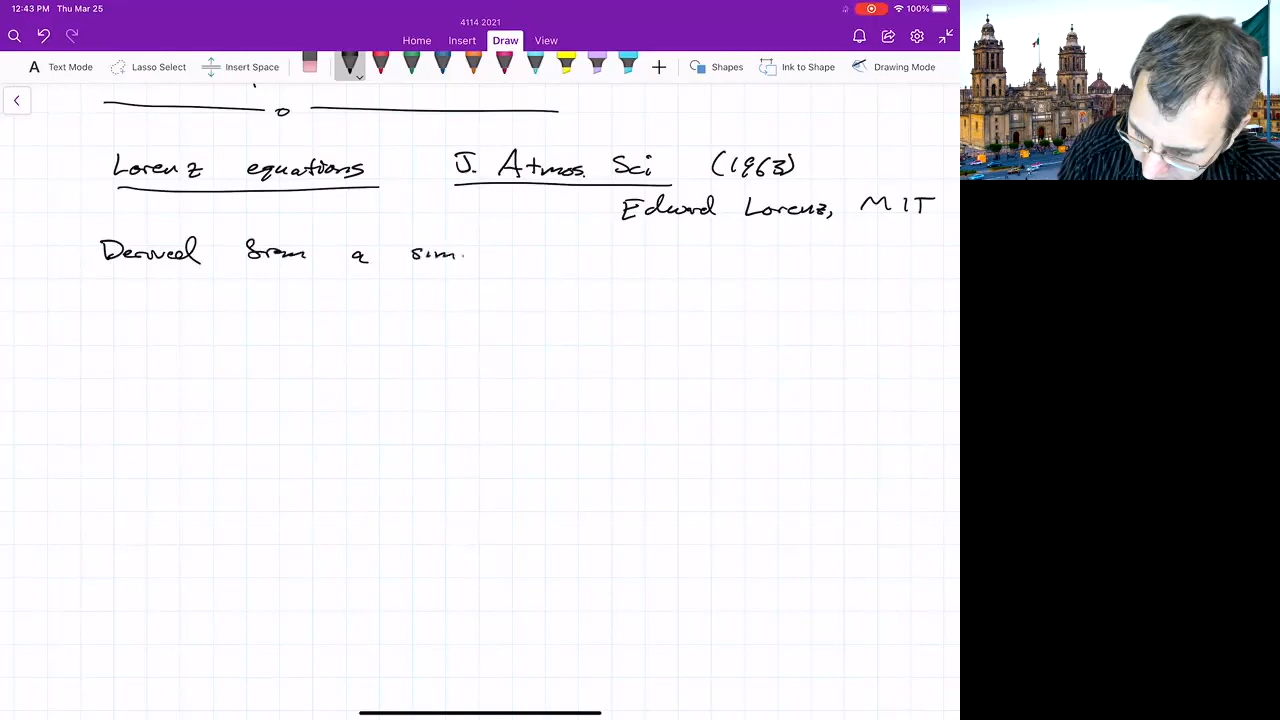 12:43 PM Thu Mar 25
100%
4114 2021
Home Insert Draw View
Text Mode Lasso Select Insert Space Shapes Ink to Shape Drawing Mode
Lorenz equations J. Atmos. Sci (1963)
Edward Lorenz, MIT
Derived from a sim